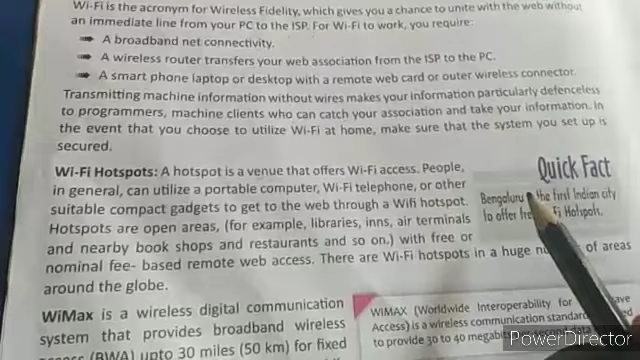 Wi-Fi is the acronym for Wireless Fidelity, which gives you a chance to unite with the web without
an immediate line from your PC to the ISP. For Wi-Fi to work, you require:
➠ A broadband net connectivity.
➠ A wireless router transfers your web association from the ISP to the PC.
➠ A smart phone laptop or desktop with a remote web card or outer wireless connector.
Transmitting machine information without wires makes your information particularly defenceless
to programmers, machine clients who can catch your association and take your information. In
the event that you choose to utilize Wi-Fi at home, make sure that the system you set up is
secured.
Wi-Fi Hotspots: A hotspot is a venue that offers Wi-Fi access. People,
in general, can utilize a portable computer, Wi-Fi telephone, or other
suitable compact gadgets to get to the web through a Wifi hotspot.
Hotspots are open areas, (for example, libraries, inns, air terminals
and nearby book shops and restaurants and so on.) with free or
nominal fee- based remote web access. There are Wi-Fi hotspots in a huge of areas
around the globe.
Quick Fact
Bengaluru the first Indian city
to offer Fi Hotspots.
WiMax is a wireless digital communication
system that provides broadband wireless
(BWA) upto 30 miles (50 km) for fixed
WIMAX (Worldwide Interoperability for
Access) is a wireless communication
to provide 30 to 40
PowerDirector